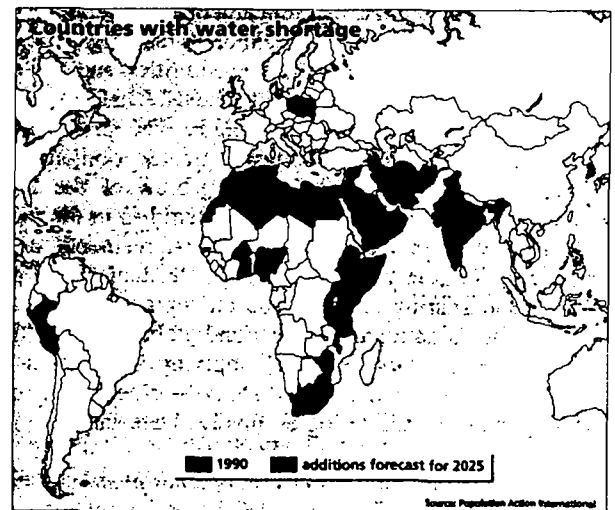 Countries with water shortage
1990 additions forecast for 2025
Source: Population Action International